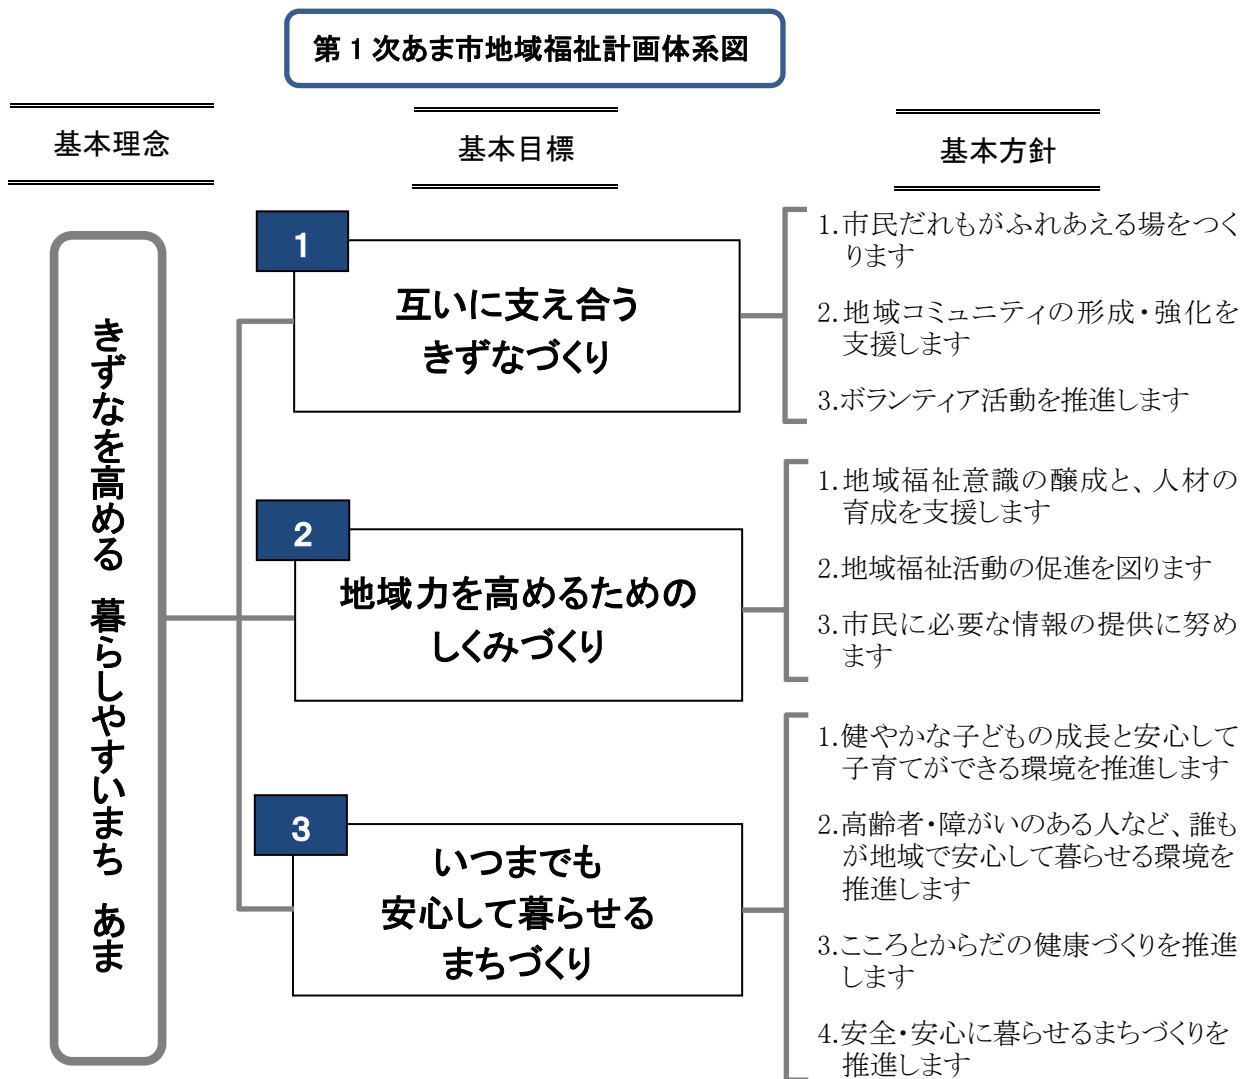 第1次あま市地域福祉計画体系図
基本理念
基本目標
基本方針
きずなを高める 暮らしやすいまち あま
1
互いに支え合う
きずなづくり
1.市民だれもがふれあえる場をつく
ります
2.地域コミュニティの形成・強化を
支援します
3.ボランティア活動を推進します
2
地域力を高めるための
しくみづくり
1.地域福祉意識の醸成と、人材の
育成を支援します
2.地域福祉活動の促進を図ります
3.市民に必要な情報の提供に努め
ます
3
いつまでも
安心して暮らせる
まちづくり
1.健やかな子どもの成長と安心して
子育てができる環境を推進します
2.高齢者・障がいのある人など、誰も
が地域で安心して暮らせる環境を
推進します
3.こころとからだの健康づくりを推進
します
4.安全・安心に暮らせるまちづくりを
推進します